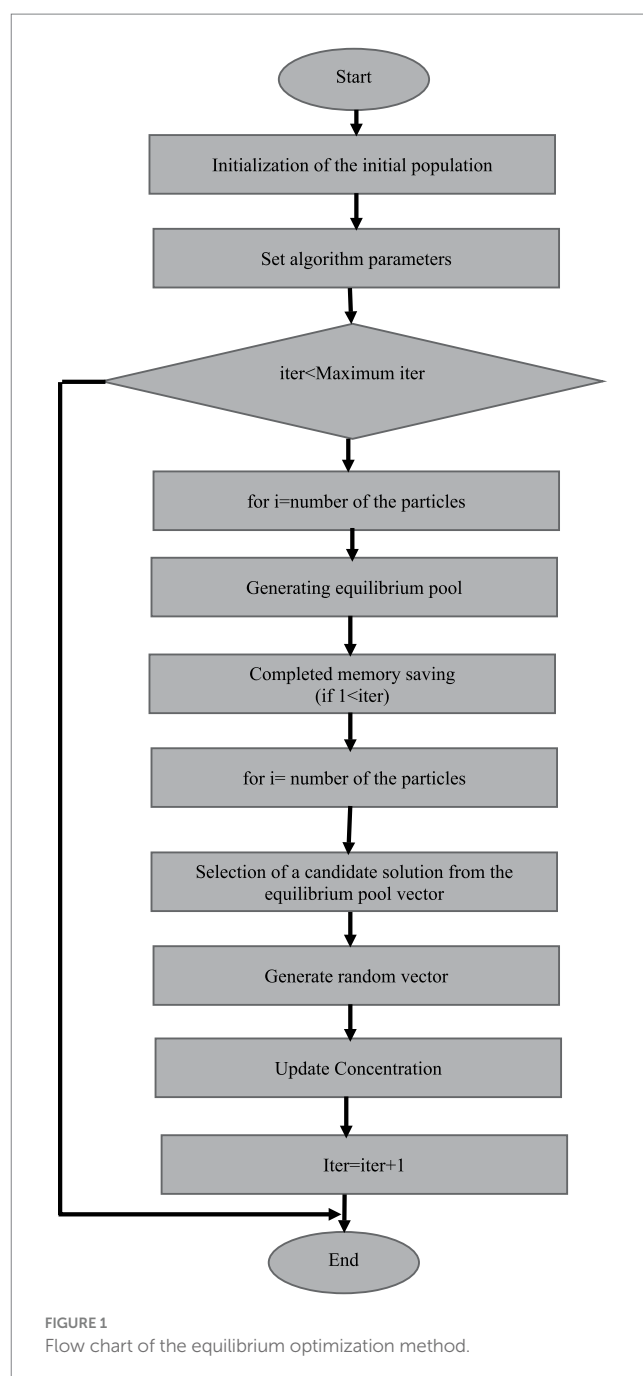 Start
Initialization of the initial population
Set algorithm parameters
iter<Maximum iter
for i=number of the particles
Generating equilibrium pool
Completed memory saving
(if 1<iter)
for i= number of the particles
Selection of a candidate solution from the
equilibrium pool vector
Generate random vector
Update Concentration
Iter=iter+1
End
FIGURE 1
Flow chart of the equilibrium optimization method.